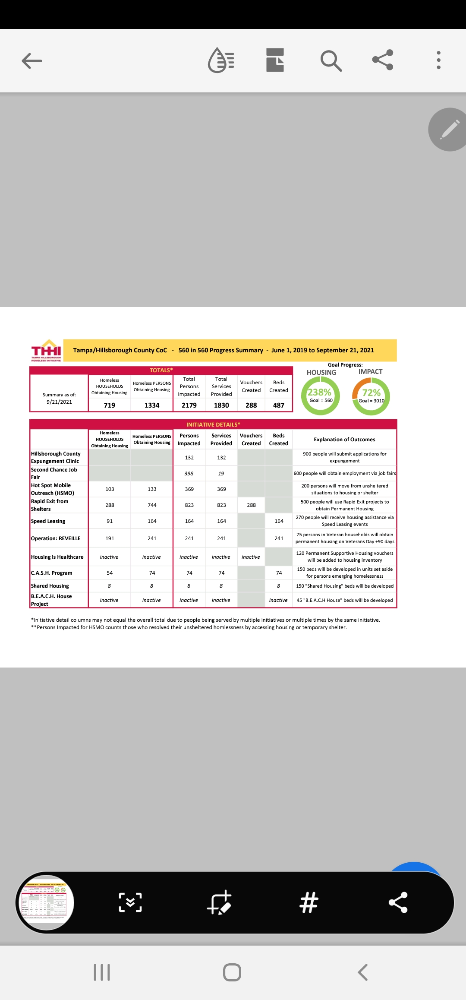 THHI
TAMPA HILLSBOROUGH
HOMELESS INITIATIVE
Tampa/Hillsborough County CoC - 560 in 560 Progress Summary - June 1, 2019 to September 21, 2021
Goal Progress:
TOTALS*
HOUSING
IMPACT
Summary as of:
9/21/2021
Homeless
HOUSEHOLDS
Obtaining Housing
Homeless PERSONS
Obtaining Housing
Total
Persons
Impacted
Total
Services
Provided
Vouchers
Created
Beds
Created
719 1334 2179 1830 288 487
238%
Goal = 560
72%
Goal = 3010
INITIATIVE DETAILS*
Homeless
HOUSEHOLDS
Obtaining Housing
Homeless PERSONS
Obtaining Housing
Persons
Impacted
Services
Provided
Vouchers
Created
Beds
Created
Explanation of Outcomes
Hillsborough County
Expungement Clinic
132 132
900 people will submit applications for
expungement
Second Chance Job
Fair
398 19
600 people will obtain employment via job fairs
Hot Spot Mobile
Outreach (HSMO)
103 133 369 369
200 persons will move from unsheltered
situations to housing or shelter
Rapid Exit from
Shelters
288 744 823 823 288
500 people will use Rapid Exit projects to
obtain Permanent Housing
Speed Leasing
91 164 164 164 164
270 people will receive housing assistance via
Speed Leasing events
Operation: REVEILLE
191 241 241 241 241
75 persons in Veteran households will obtain
permanent housing on Veterans Day +90 days
Housing is Healthcare
inactive inactive inactive inactive inactive
120 Permanent Supportive Housing vouchers
will be added to housing inventory
C.A.S.H. Program
54 74 74 74 74
150 beds will be developed in units set aside
for persons emerging homelessness
Shared Housing
8 8 8 8 8
150 "Shared Housing" beds will be developed
B.E.A.C.H. House
Project
inactive inactive inactive inactive inactive
45 "B.E.A.C.H House" beds will be developed
*Initiative detail columns may not equal the overall total due to people being served by multiple initiatives or multiple times by the same initiative.
**Persons Impacted for HSMO counts those who resolved their unsheltered homlessness by accessing housing or temporary shelter.